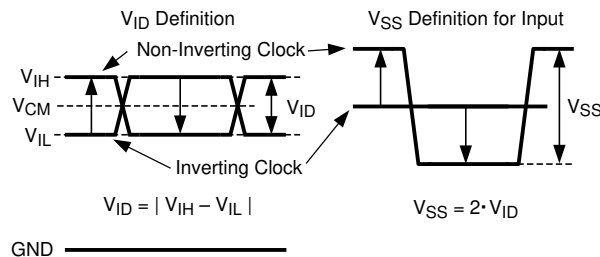 V_ID Definition
V_SS Definition for Input
Non-Inverting Clock
V_IH
V_CM
V_IL
V_ID
V_SS
Inverting Clock
V_ID = | V_IH – V_IL |
V_SS = 2· V_ID
GND